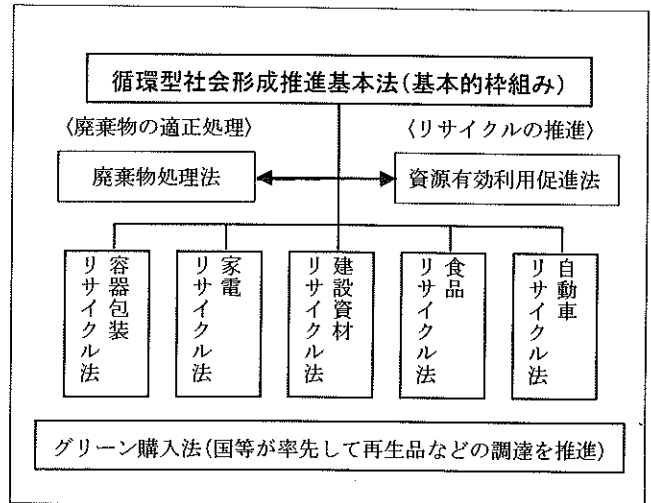 循環型社会形成推進基本法(基本的枠組み)
〈廃棄物の適正処理〉
〈リサイクルの推進〉
廃棄物処理法
資源有効利用促進法
容器包装
リサイクル法
家電
リサイクル法
建設資材
リサイクル法
食品
リサイクル法
自動車
リサイクル法
グリーン購入法(国等が率先して再生品などの調達を推進)